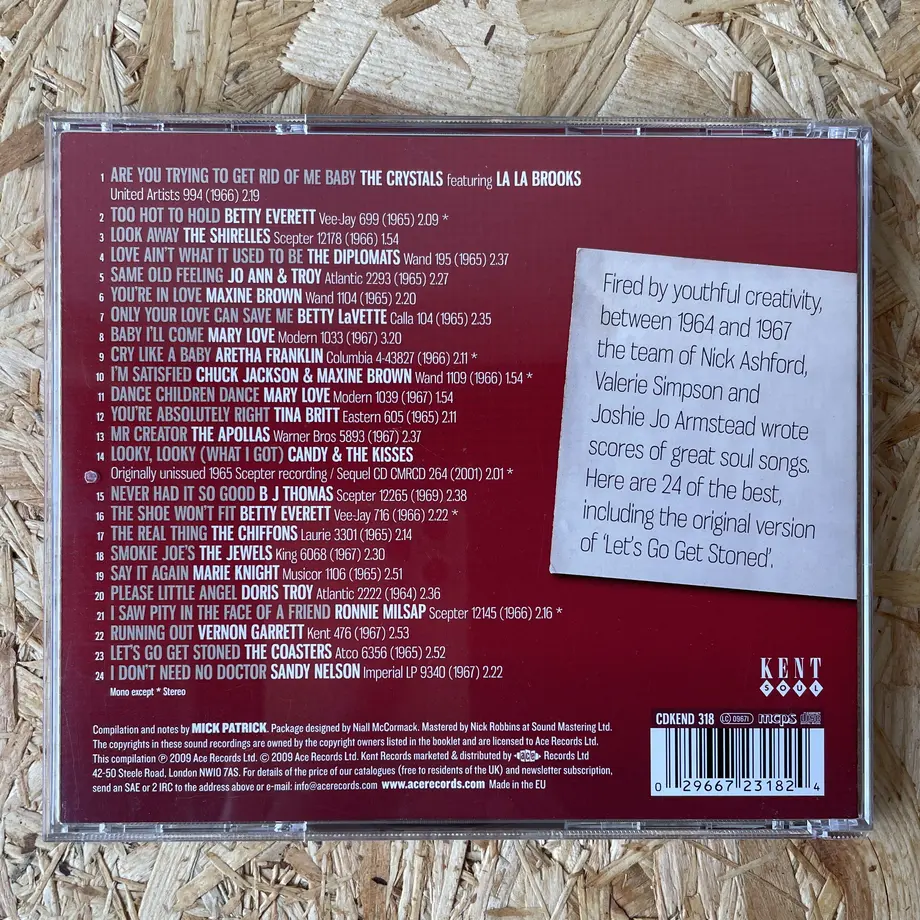 1 ARE YOU TRYING TO GET RID OF ME BABY THE CRYSTALS featuring LA LA BROOKS
United Artists 994 (1966) 2.19
2 TOO HOT TO HOLD BETTY EVERETT Vee-Jay 699 (1965) 2.09 *
3 LOOK AWAY THE SHIRELLES Scepter 12178 (1966) 1.54
4 LOVE AIN'T WHAT IT USED TO BE THE DIPLOMATS Wand 195 (1965) 2.37
5 SAME OLD FEELING JO ANN & TROY Atlantic 2293 (1965) 2.27
6 YOU'RE IN LOVE MAXINE BROWN Wand 1104 (1965) 2.20
7 ONLY YOUR LOVE CAN SAVE ME BETTY LaVETTE Calla 104 (1965) 2.35
8 BABY I'LL COME MARY LOVE Modern 1033 (1967) 3.20
9 CRY LIKE A BABY ARETHA FRANKLIN Columbia 4-43827 (1966) 2.11 *
10 I'M SATISFIED CHUCK JACKSON & MAXINE BROWN Wand 1109 (1966) 1.54 *
11 DANCE CHILDREN DANCE MARY LOVE Modern 1039 (1967) 1.54
12 YOU'RE ABSOLUTELY RIGHT TINA BRITT Eastern 605 (1965) 2.11
13 MR CREATOR THE APOLLAS Warner Bros 5893 (1967) 2.37
14 LOOKY, LOOKY (WHAT I GOT) CANDY & THE KISSES
Originally unissued 1965 Scepter recording / Sequel CD CMRCD 264 (2001) 2.01 *
15 NEVER HAD IT SO GOOD B J THOMAS Scepter 12265 (1969) 2.38
16 THE SHOE WON'T FIT BETTY EVERETT Vee-Jay 716 (1966) 2.22 *
17 THE REAL THING THE CHIFFONS Laurie 3301 (1965) 2.14
18 SMOKIE JOE'S THE JEWELS King 6068 (1967) 2.30
19 SAY IT AGAIN MARIE KNIGHT Musicor 1106 (1965) 2.51
20 PLEASE LITTLE ANGEL DORIS TROY Atlantic 2222 (1964) 2.36
21 I SAW PITY IN THE FACE OF A FRIEND RONNIE MILSAP Scepter 12145 (1966) 2.16 *
22 RUNNING OUT VERNON GARRETT Kent 476 (1967) 2.53
23 LET'S GO GET STONED THE COASTERS Atco 6356 (1965) 2.52
24 I DON'T NEED NO DOCTOR SANDY NELSON Imperial LP 9340 (1967) 2.22
Mono except * Stereo
Fired by youthful creativity,
between 1964 and 1967
the team of Nick Ashford,
Valerie Simpson and
Joshie Jo Armstead wrote
scores of great soul songs.
Here are 24 of the best,
including the original version
of 'Let's Go Get Stoned'.
KENT
SOUL
Compilation and notes by MICK PATRICK. Package designed by Niall McCormack. Mastered by Nick Robbins at Sound Mastering Ltd.
The copyrights in these sound recordings are owned by the copyright owners listed in the booklet and are licensed to Ace Records Ltd.
This compilation ℗ 2009 Ace Records Ltd. © 2009 Ace Records Ltd. Kent Records marketed & distributed by ace Records Ltd
42-50 Steele Road, London NW10 7AS. For details of the price of our catalogues (free to residents of the UK) and newsletter subscription,
send an SAE or 2 IRC to the address above or e-mail: info@acerecords.com www.acerecords.com Made in the EU
CDKEND 318 LC 09671 mcps
0 29667 23182 4